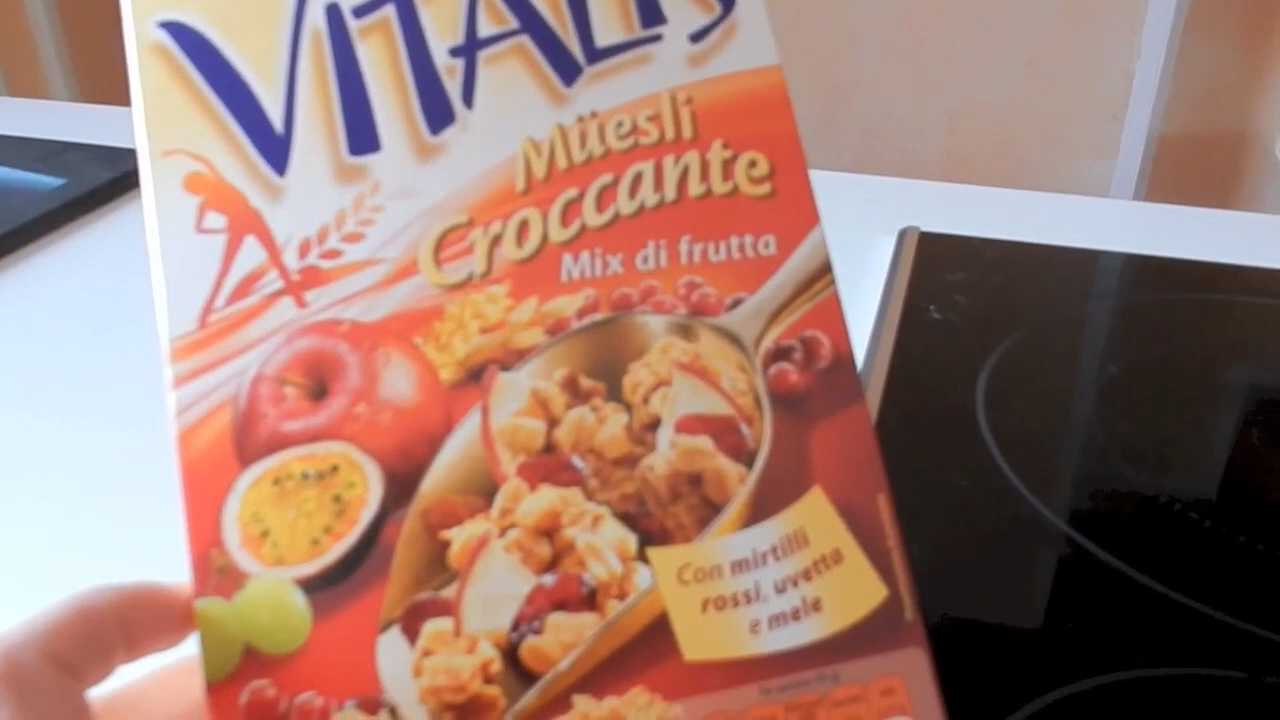 VITALIS
Müesli
Croccante
Mix di frutta
Con mirtilli
rossi, uvetta
e mele